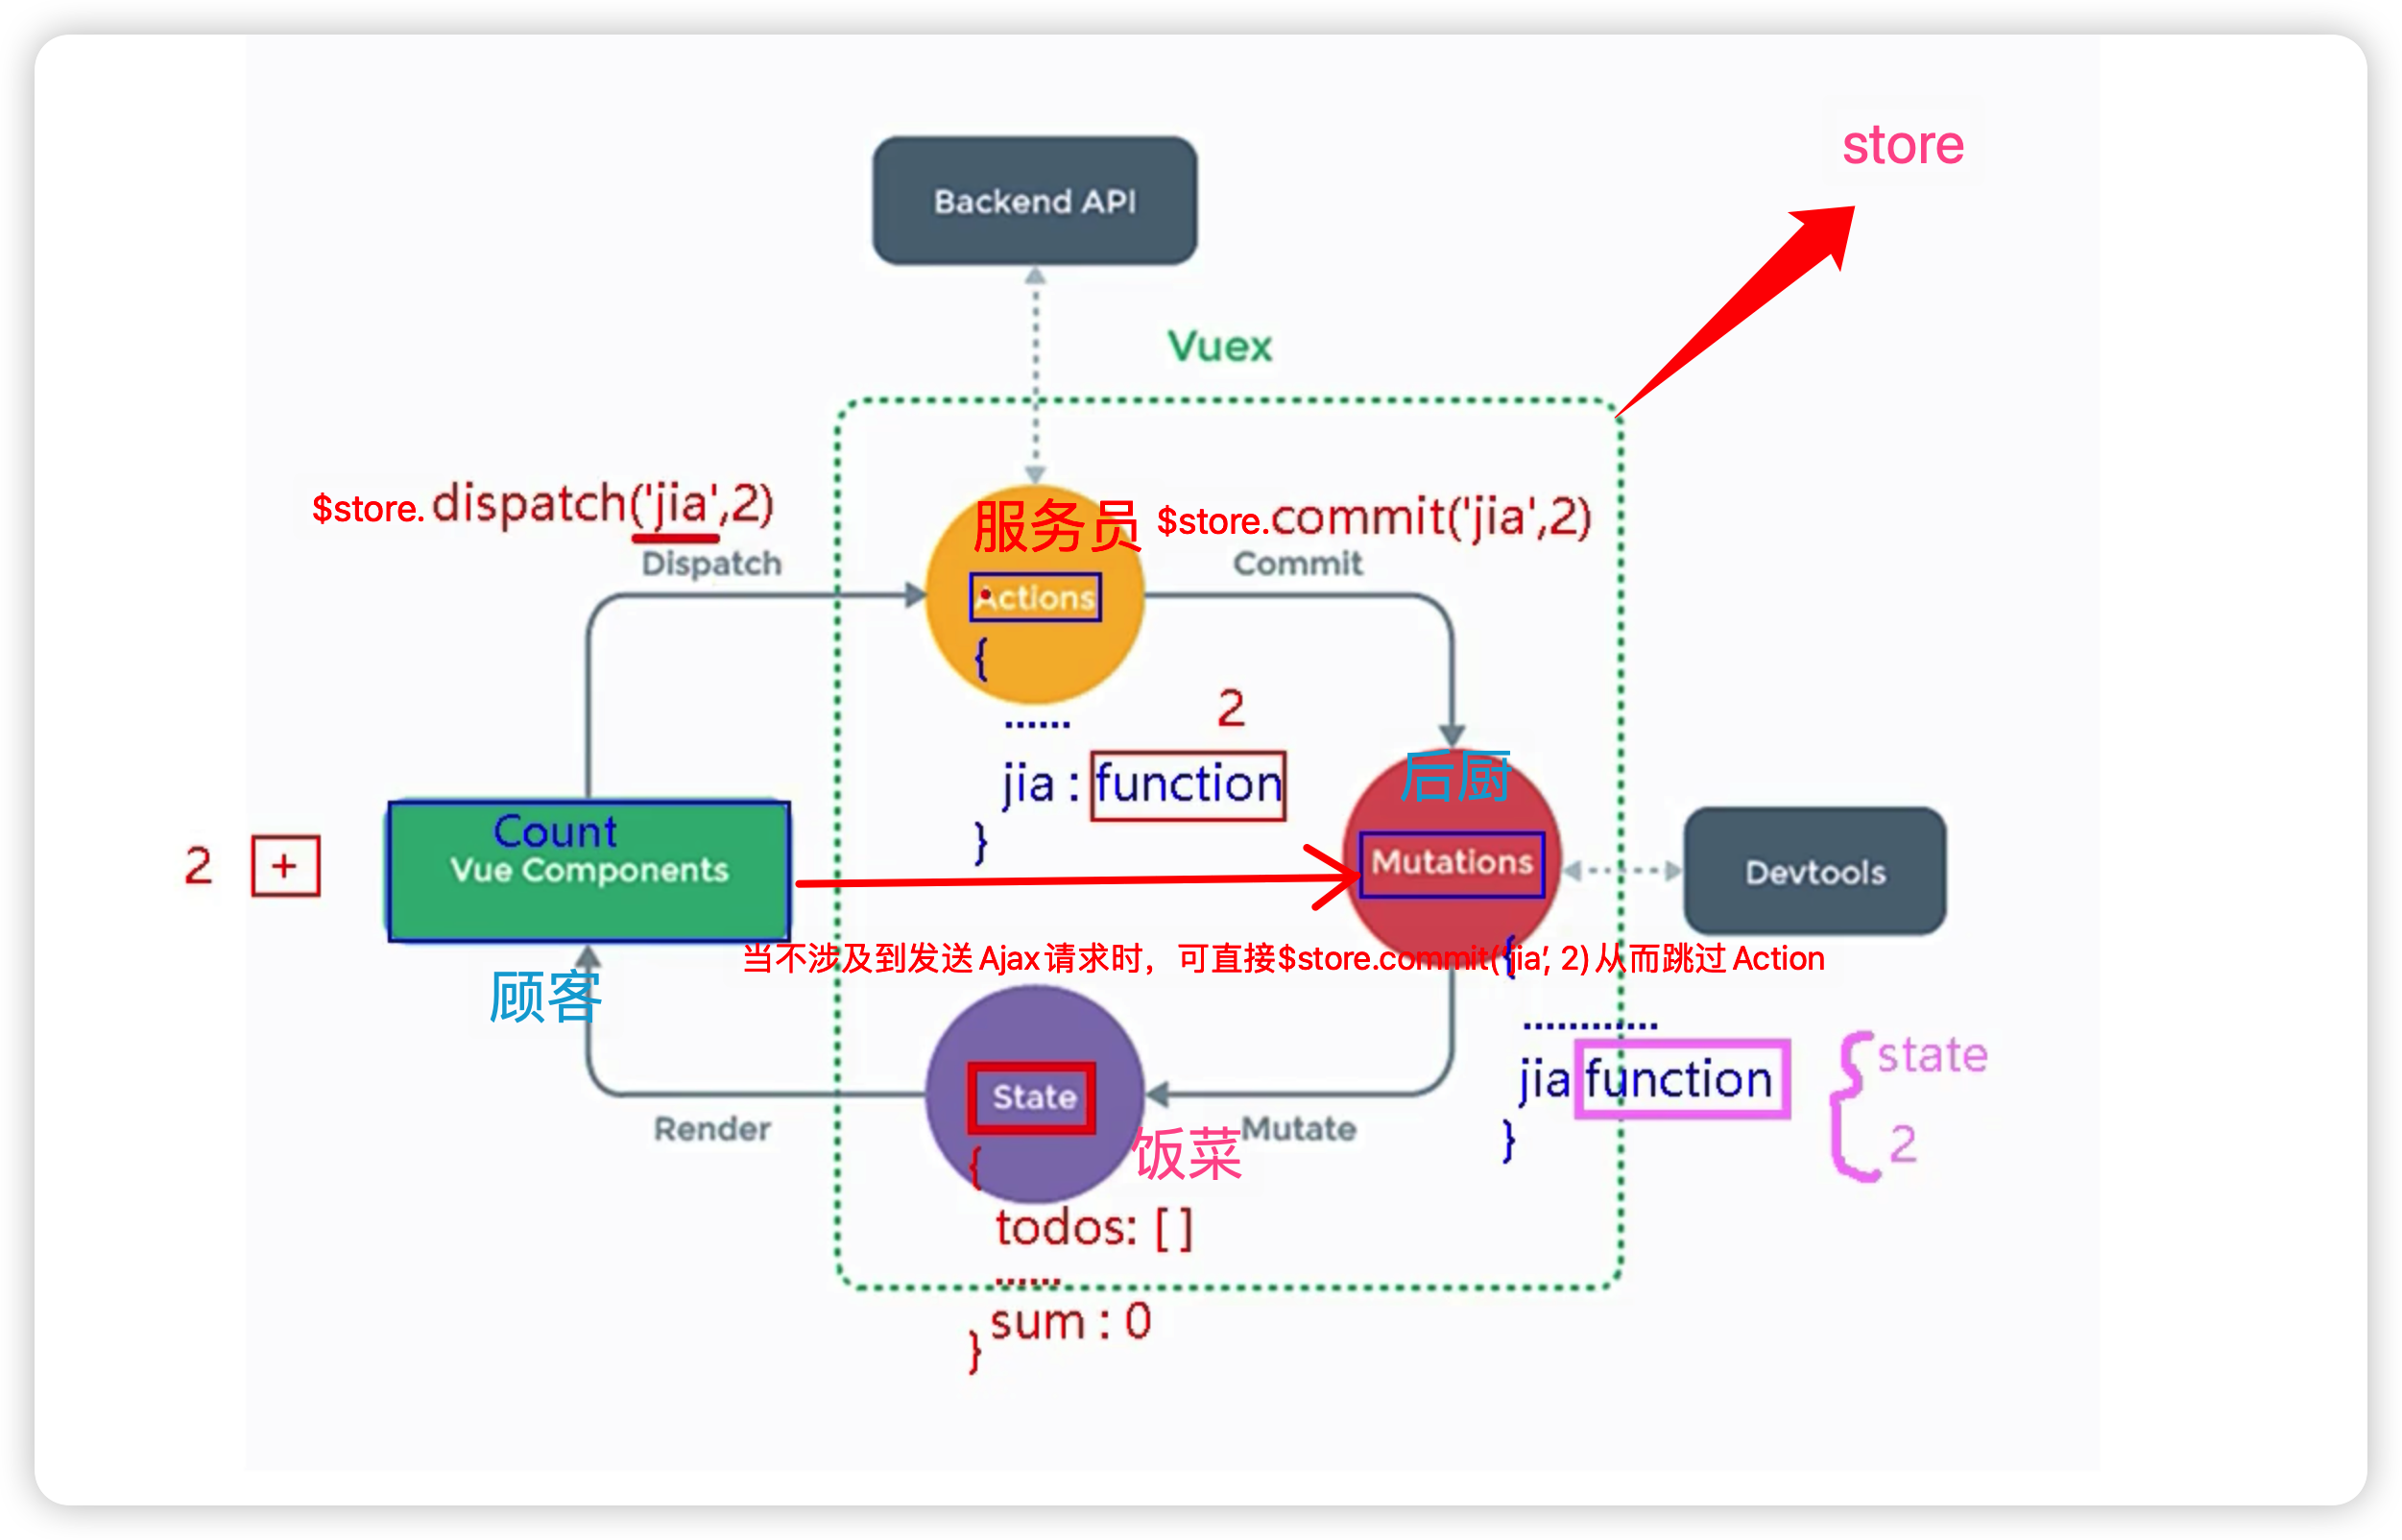 store
Backend API
Vuex
$store.dispatch('jia',2)
服务员
$store.commit('jia',2)
Dispatch
Commit
Actions
{
......
2
jia : function
}
后厨
Mutations
Devtools
2 +
Count
Vue Components
当不涉及到发送 Ajax 请求时，可直接$store.commit('jia', 2)从而跳过 Action
顾客
{
............
jia function
}
state
2
State
Render
Mutate
饭菜
{
todos: [ ]
......
sum : 0
}